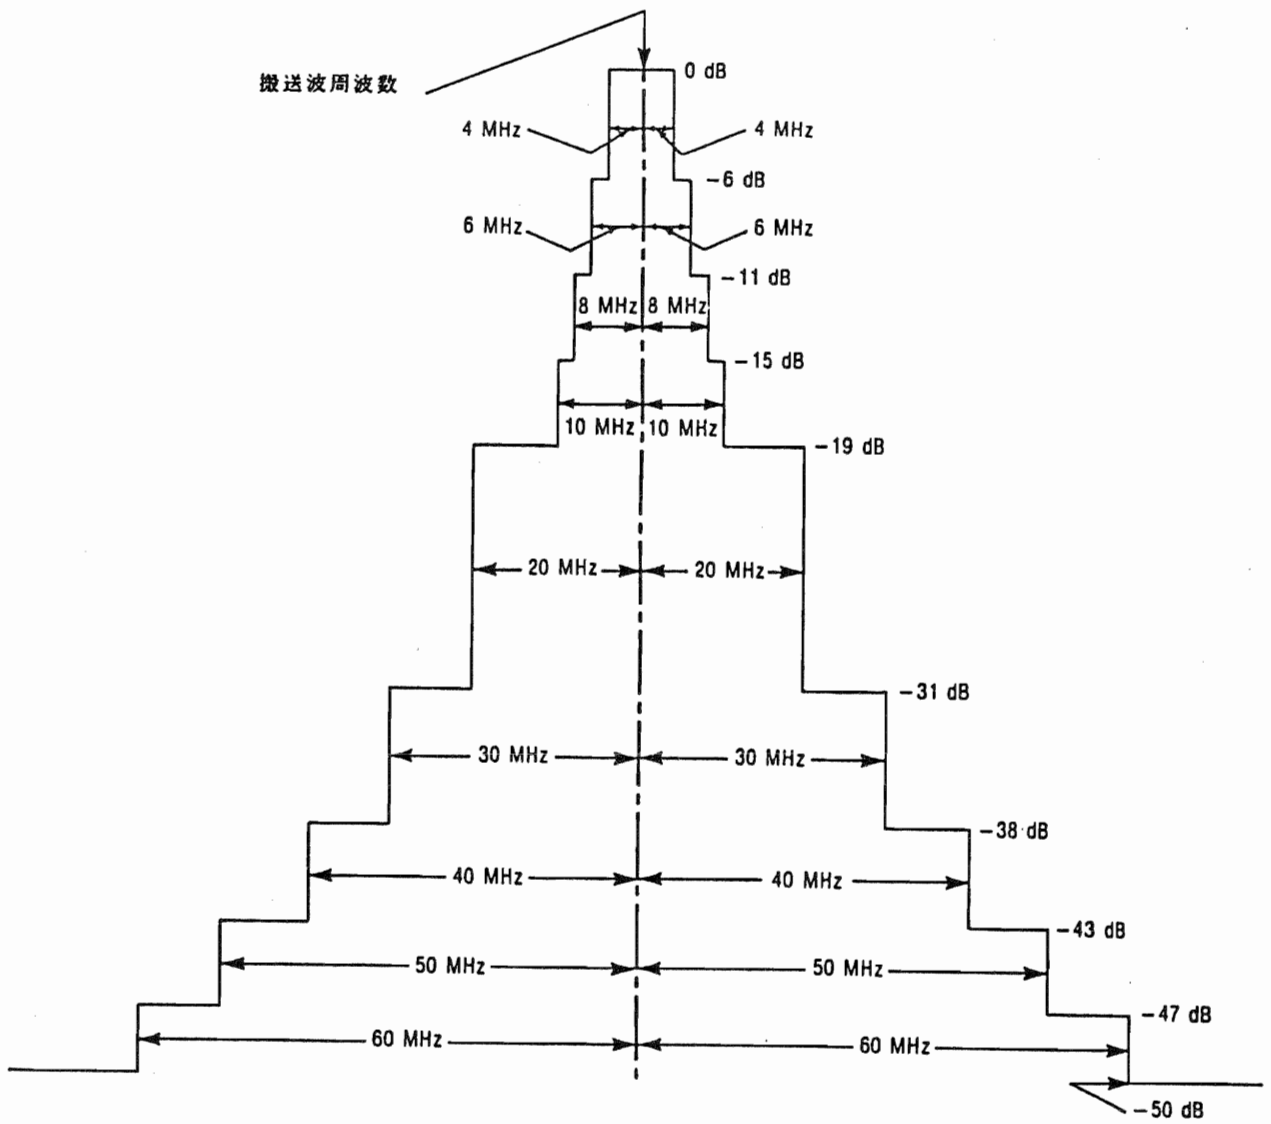 搬送波周波数
0 dB
4 MHz 4 MHz
−6 dB
6 MHz 6 MHz
−11 dB
8 MHz 8 MHz
−15 dB
10 MHz 10 MHz
−19 dB
20 MHz 20 MHz
−31 dB
30 MHz 30 MHz
−38 dB
40 MHz 40 MHz
−43 dB
50 MHz 50 MHz
−47 dB
60 MHz 60 MHz
−50 dB